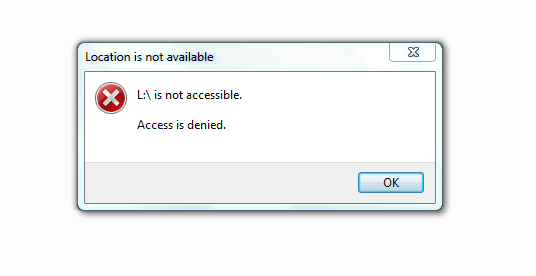 Location is not available
L:\ is not accessible.
Access is denied.
OK